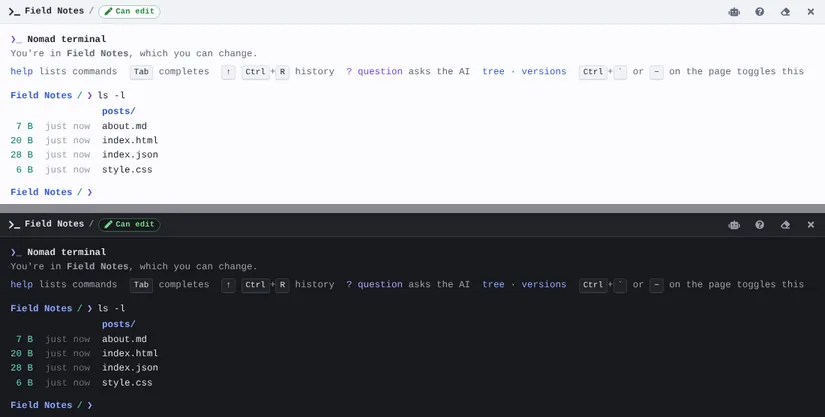 Field Notes / Can edit
❯_ Nomad terminal
You're in Field Notes, which you can change.
help lists commands Tab completes ↑ Ctrl+R history ? question asks the AI tree · versions Ctrl+` or ~ on the page toggles this
Field Notes / ❯ ls -l
posts/
7 B just now about.md
20 B just now index.html
28 B just now index.json
6 B just now style.css
Field Notes / ❯
Field Notes / Can edit
❯_ Nomad terminal
You're in Field Notes, which you can change.
help lists commands Tab completes ↑ Ctrl+R history ? question asks the AI tree · versions Ctrl+` or ~ on the page toggles this
Field Notes / ❯ ls -l
posts/
7 B just now about.md
20 B just now index.html
28 B just now index.json
6 B just now style.css
Field Notes / ❯